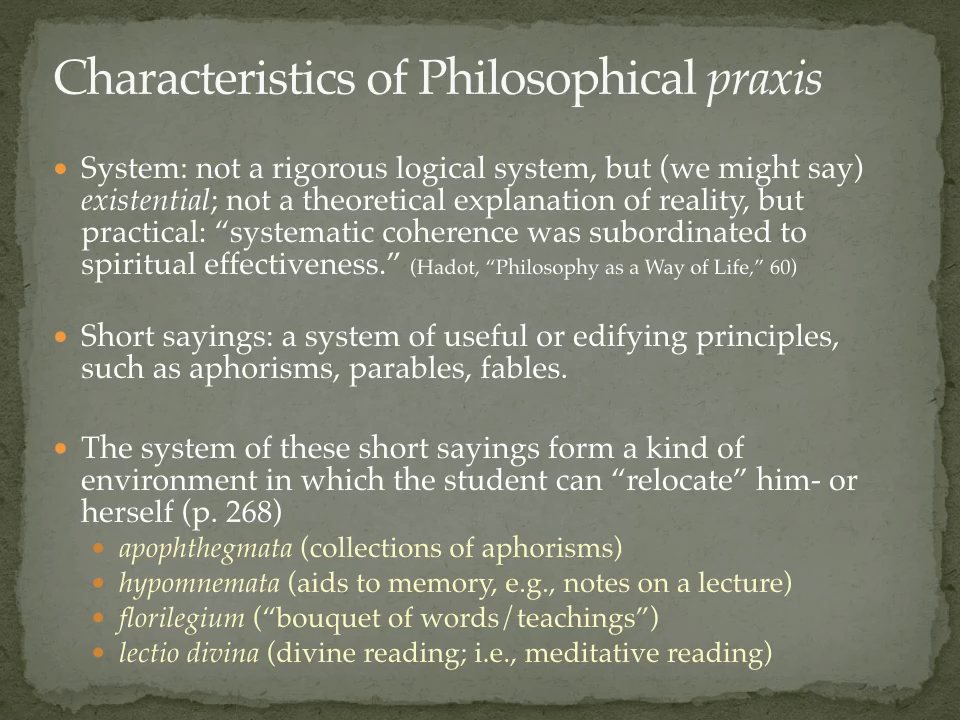 Characteristics of Philosophical praxis
• System: not a rigorous logical system, but (we might say)
existential; not a theoretical explanation of reality, but
practical: “systematic coherence was subordinated to
spiritual effectiveness.” (Hadot, “Philosophy as a Way of Life,” 60)
• Short sayings: a system of useful or edifying principles,
such as aphorisms, parables, fables.
• The system of these short sayings form a kind of
environment in which the student can “relocate” him- or
herself (p. 268)
• apophthegmata (collections of aphorisms)
• hypomnemata (aids to memory, e.g., notes on a lecture)
• florilegium (“bouquet of words/teachings”)
• lectio divina (divine reading; i.e., meditative reading)